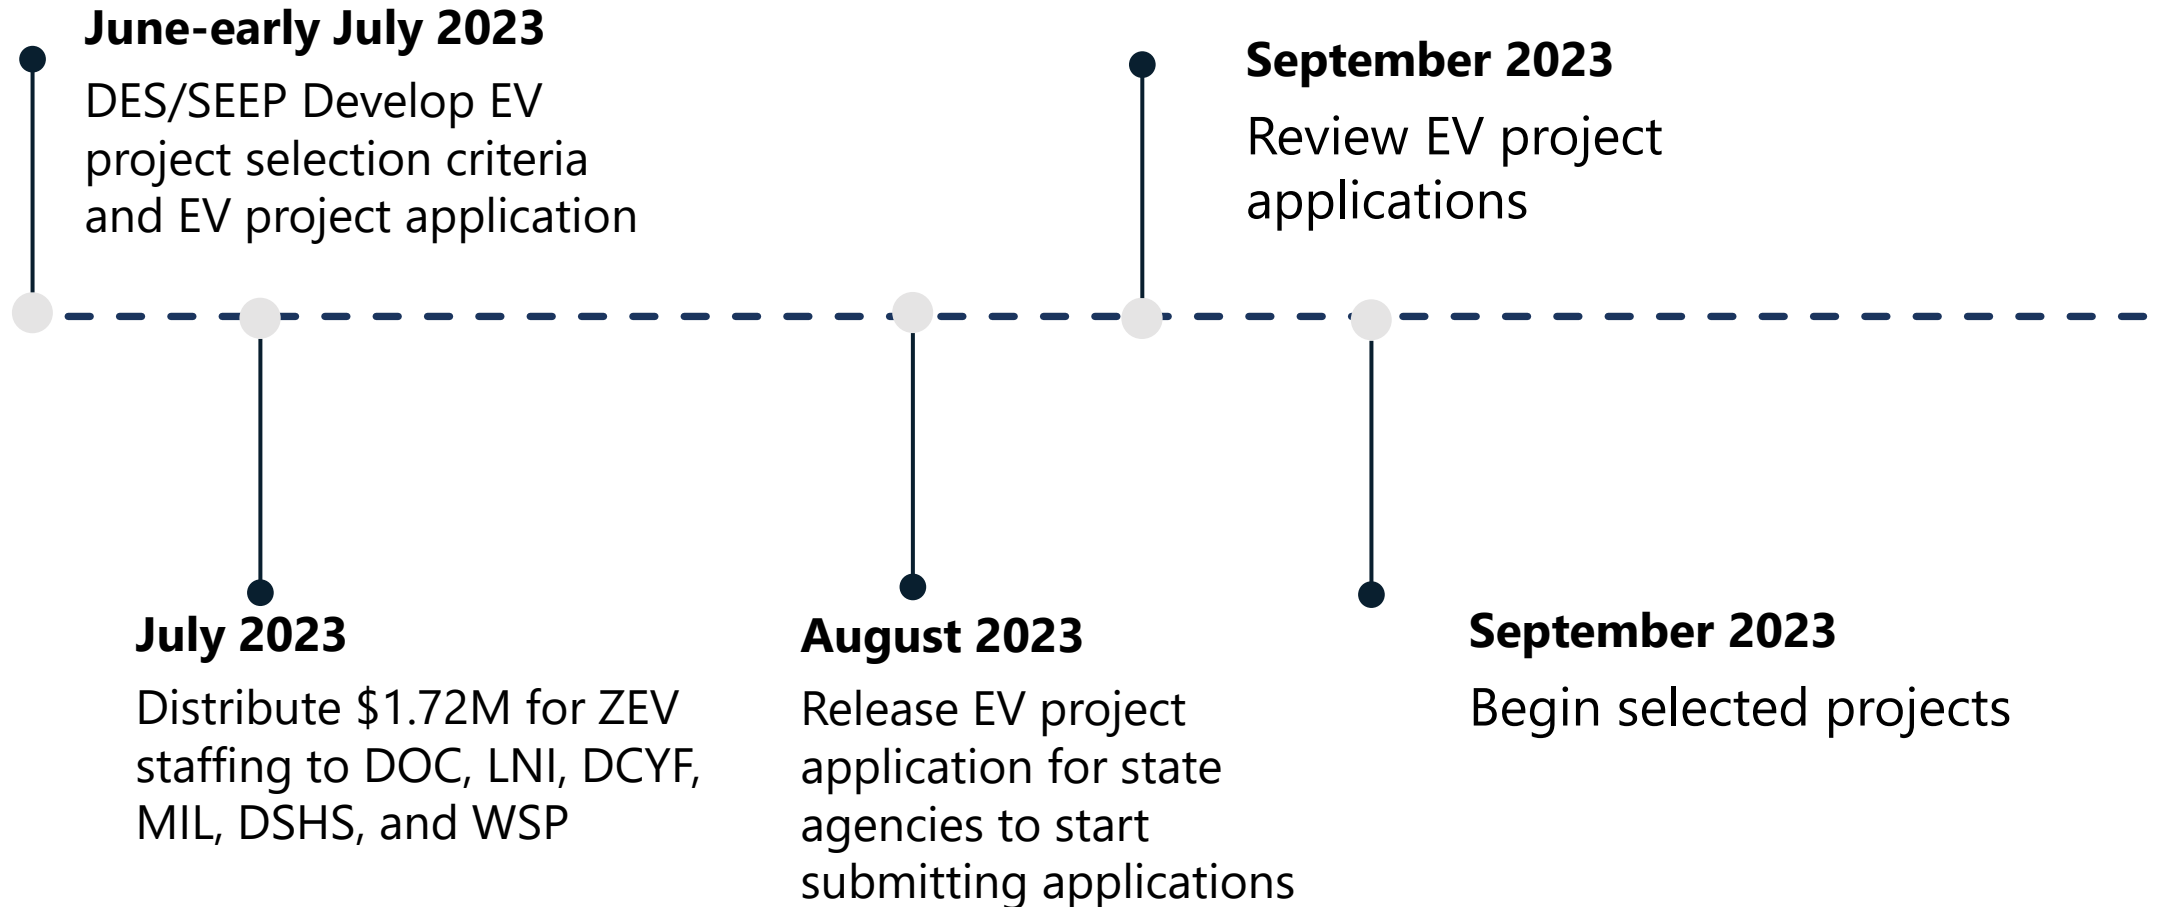 June-early July 2023
DES/SEEP Develop EV
project selection criteria
and EV project application
September 2023
Review EV project
applications
July 2023
Distribute $1.72M for ZEV
staffing to DOC, LNI, DCYF,
MIL, DSHS, and WSP
August 2023
Release EV project
application for state
agencies to start
submitting applications
September 2023
Begin selected projects